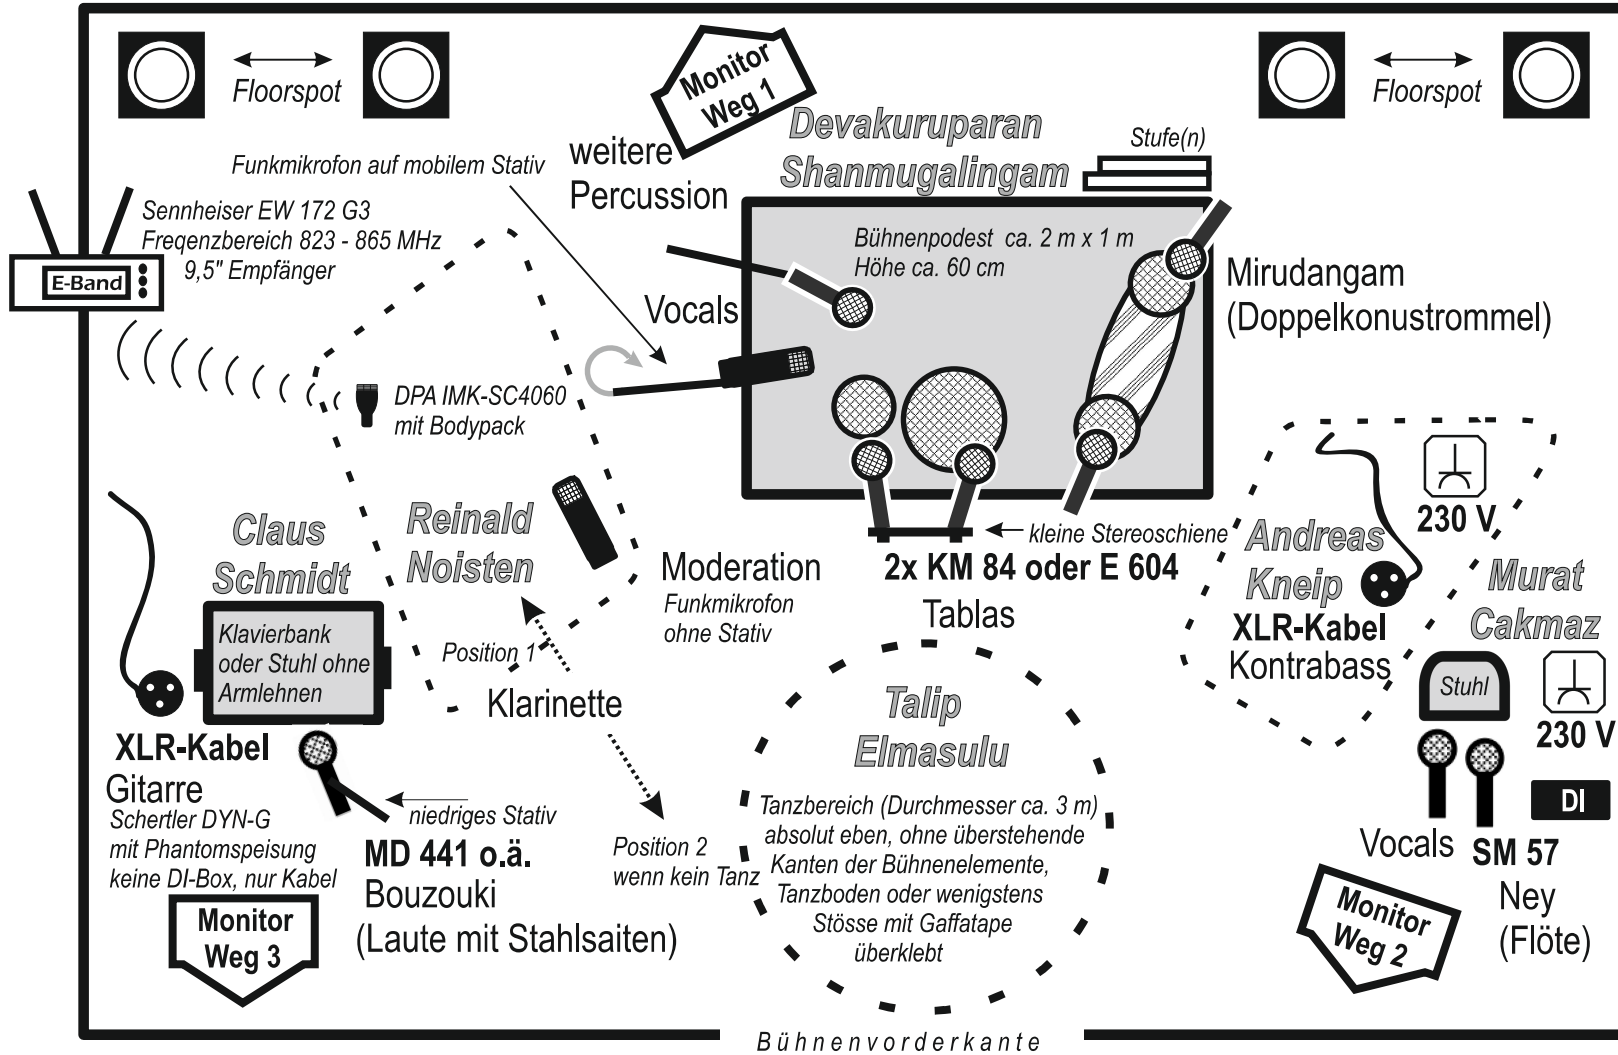 Floorspot
Monitor
Weg 1
Floorspot
Devakuruparan
Shanmugalingam
Stufe(n)
weitere
Percussion
Funkmikrofon auf mobilem Stativ
Sennheiser EW 172 G3
Freqenzbereich 823 - 865 MHz
9,5" Empfänger
E-Band
Bühnenpodest ca. 2 m x 1 m
Höhe ca. 60 cm
Mirudangam
(Doppelkonustrommel)
Vocals
DPA IMK-SC4060
mit Bodypack
230 V
Claus
Schmidt
Reinald
Noisten
kleine Stereoschiene
2x KM 84 oder E 604
Tablas
Andreas
Kneip
XLR-Kabel
Kontrabass
Murat
Cakmaz
Moderation
Funkmikrofon
ohne Stativ
Klavierbank
oder Stuhl ohne
Armlehnen
Position 1
Klarinette
Stuhl
230 V
Talip
Elmasulu
XLR-Kabel
Gitarre
Schertler DYN-G
mit Phantomspeisung
keine DI-Box, nur Kabel
niedriges Stativ
MD 441 o.ä.
Bouzouki
(Laute mit Stahlsaiten)
Position 2
wenn kein Tanz
Tanzbereich (Durchmesser ca. 3 m)
absolut eben, ohne überstehende
Kanten der Bühnenelemente,
Tanzboden oder wenigstens
Stösse mit Gaffatape
überklebt
DI
Vocals
SM 57
Ney
(Flöte)
Monitor
Weg 3
Monitor
Weg 2
Bühnenvorderkante